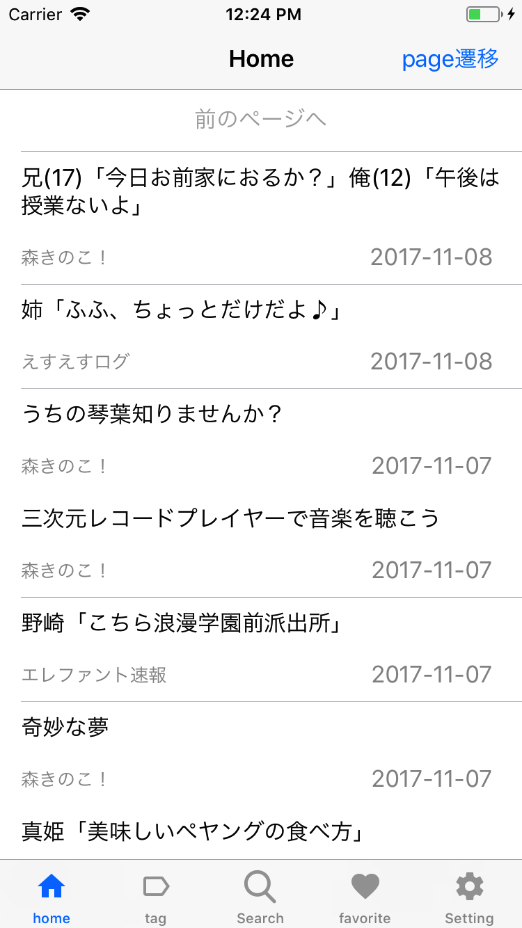 Carrier 12:24 PM
Home page遷移
前のページへ
兄(17)「今日お前家におるか？」俺(12)「午後は
授業ないよ」
森きのこ！ 2017-11-08
姉「ふふ、ちょっとだけだよ♪」
えすえすログ 2017-11-08
うちの琴葉知りませんか？
森きのこ！ 2017-11-07
三次元レコードプレイヤーで音楽を聴こう
森きのこ！ 2017-11-07
野崎「こちら浪漫学園前派出所」
エレファント速報 2017-11-07
奇妙な夢
森きのこ！ 2017-11-07
真姫「美味しいペヤングの食べ方」
home tag Search favorite Setting